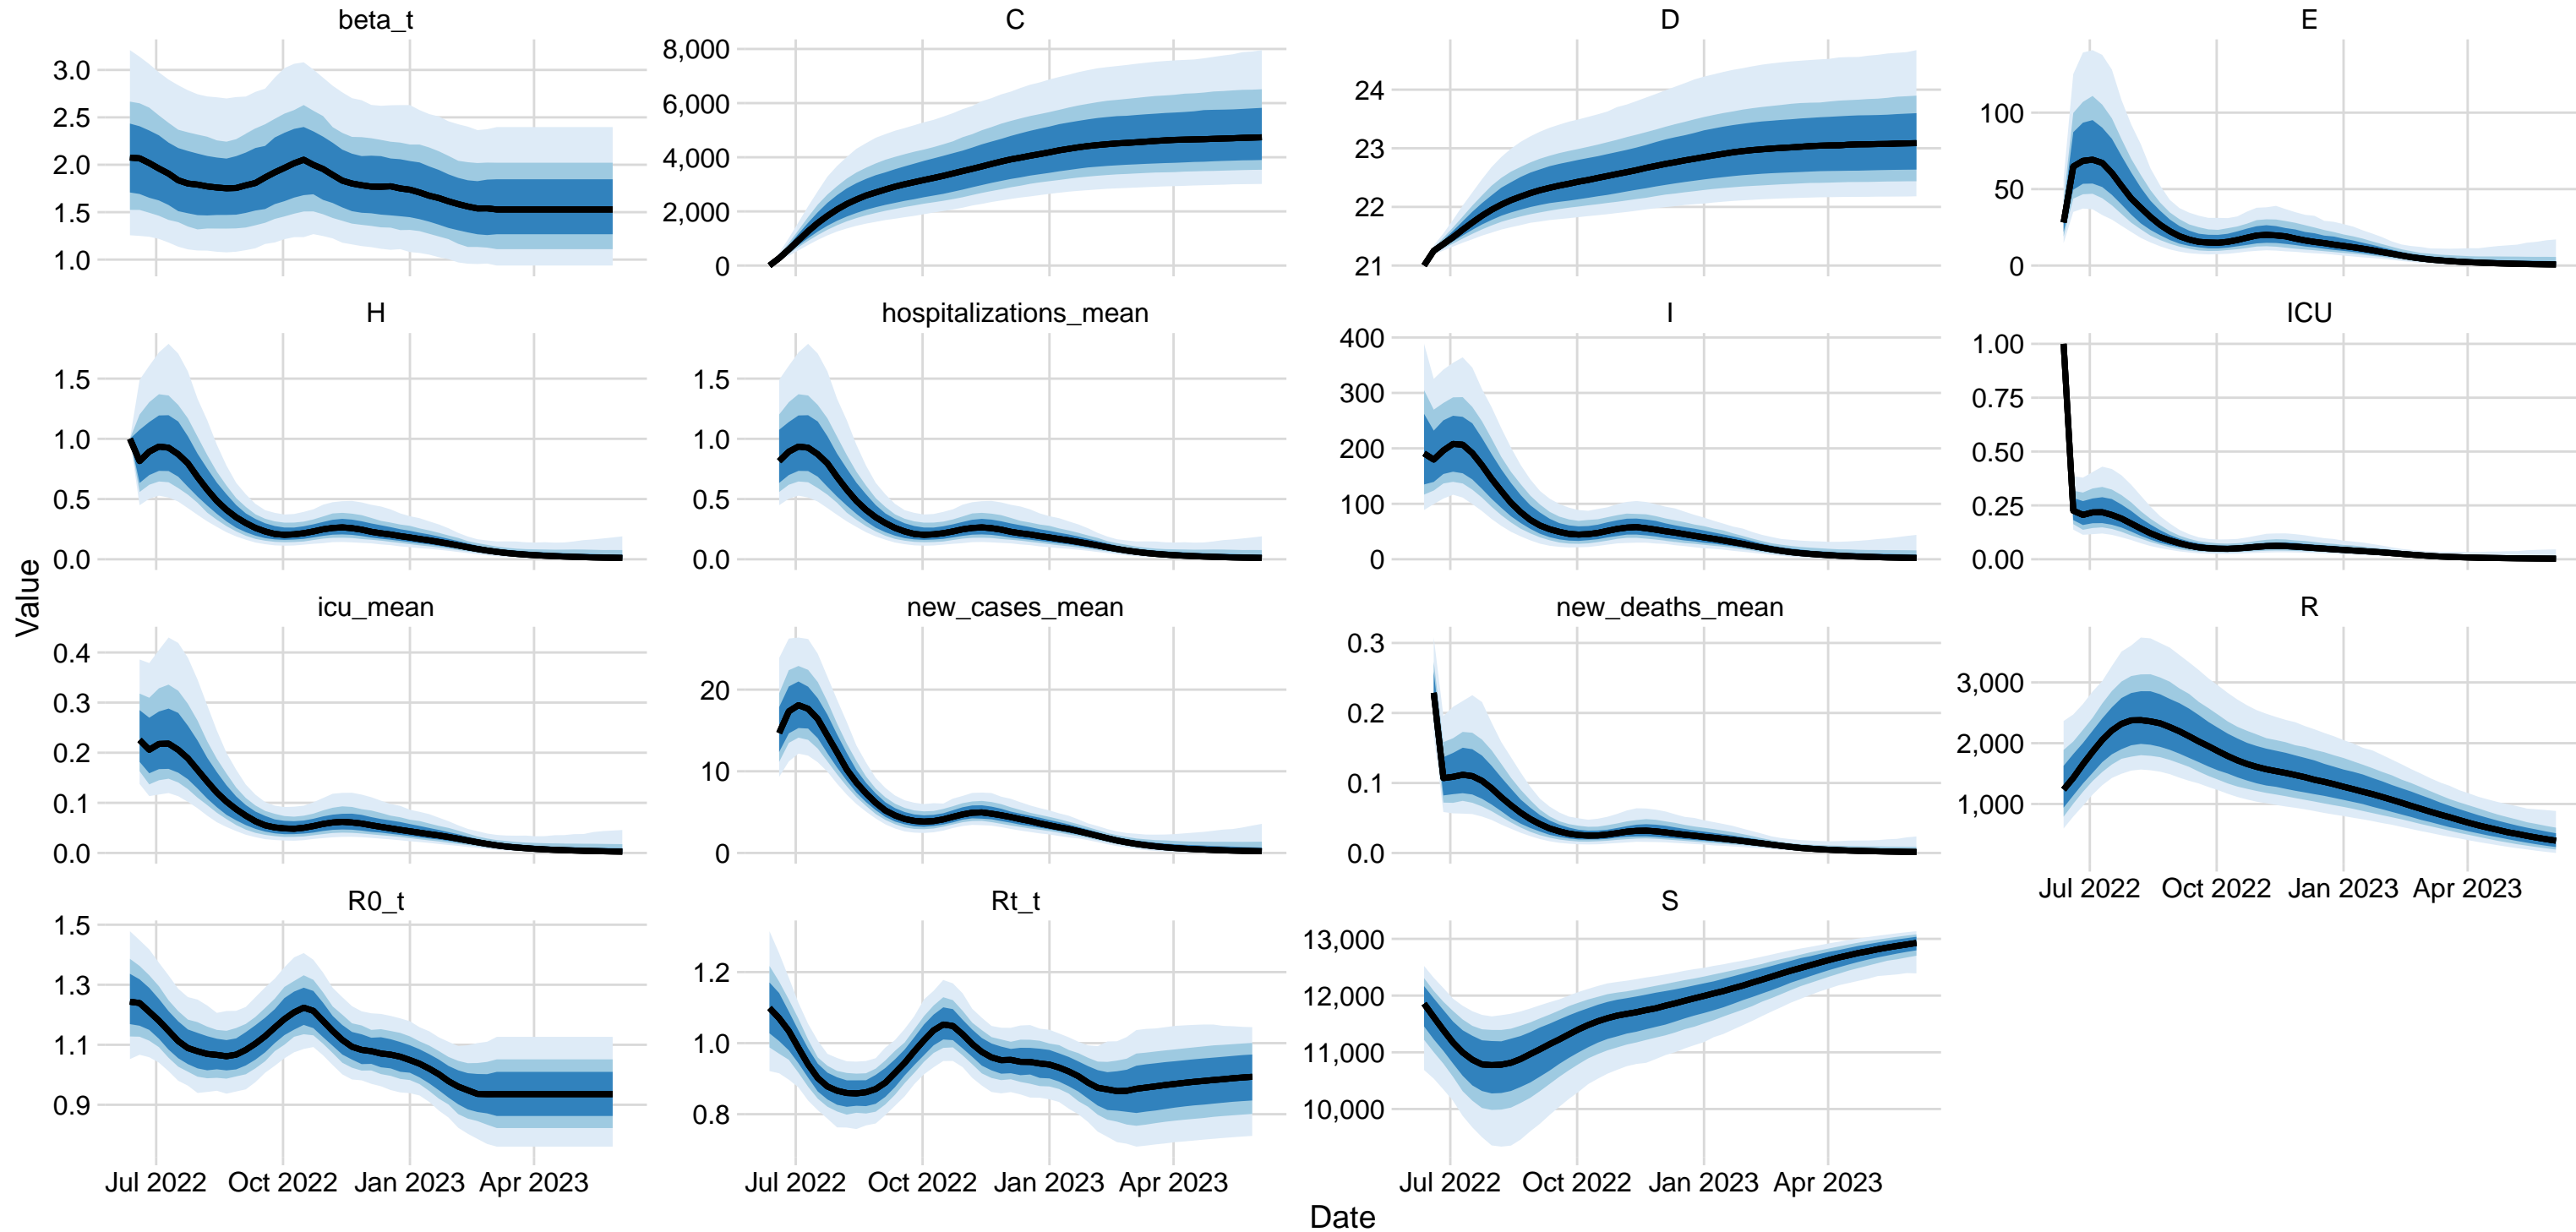 beta_t
3.0
2.5
2.0
1.5
1.0
C
8,000
6,000
4,000
2,000
0
D
24
23
22
21
E
100
50
0
H
1.5
1.0
0.5
0.0
hospitalizations_mean
1.5
1.0
0.5
0.0
I
400
300
200
100
0
ICU
1.00
0.75
0.50
0.25
0.00
icu_mean
0.4
0.3
0.2
0.1
0.0
new_cases_mean
20
10
0
new_deaths_mean
0.3
0.2
0.1
0.0
R
3,000
2,000
1,000
Jul 2022 Oct 2022 Jan 2023 Apr 2023
R0_t
1.5
1.3
1.1
0.9
Jul 2022 Oct 2022 Jan 2023 Apr 2023
Rt_t
1.2
1.0
0.8
Jul 2022 Oct 2022 Jan 2023 Apr 2023
S
13,000
12,000
11,000
10,000
Jul 2022 Oct 2022 Jan 2023 Apr 2023
Value
Date